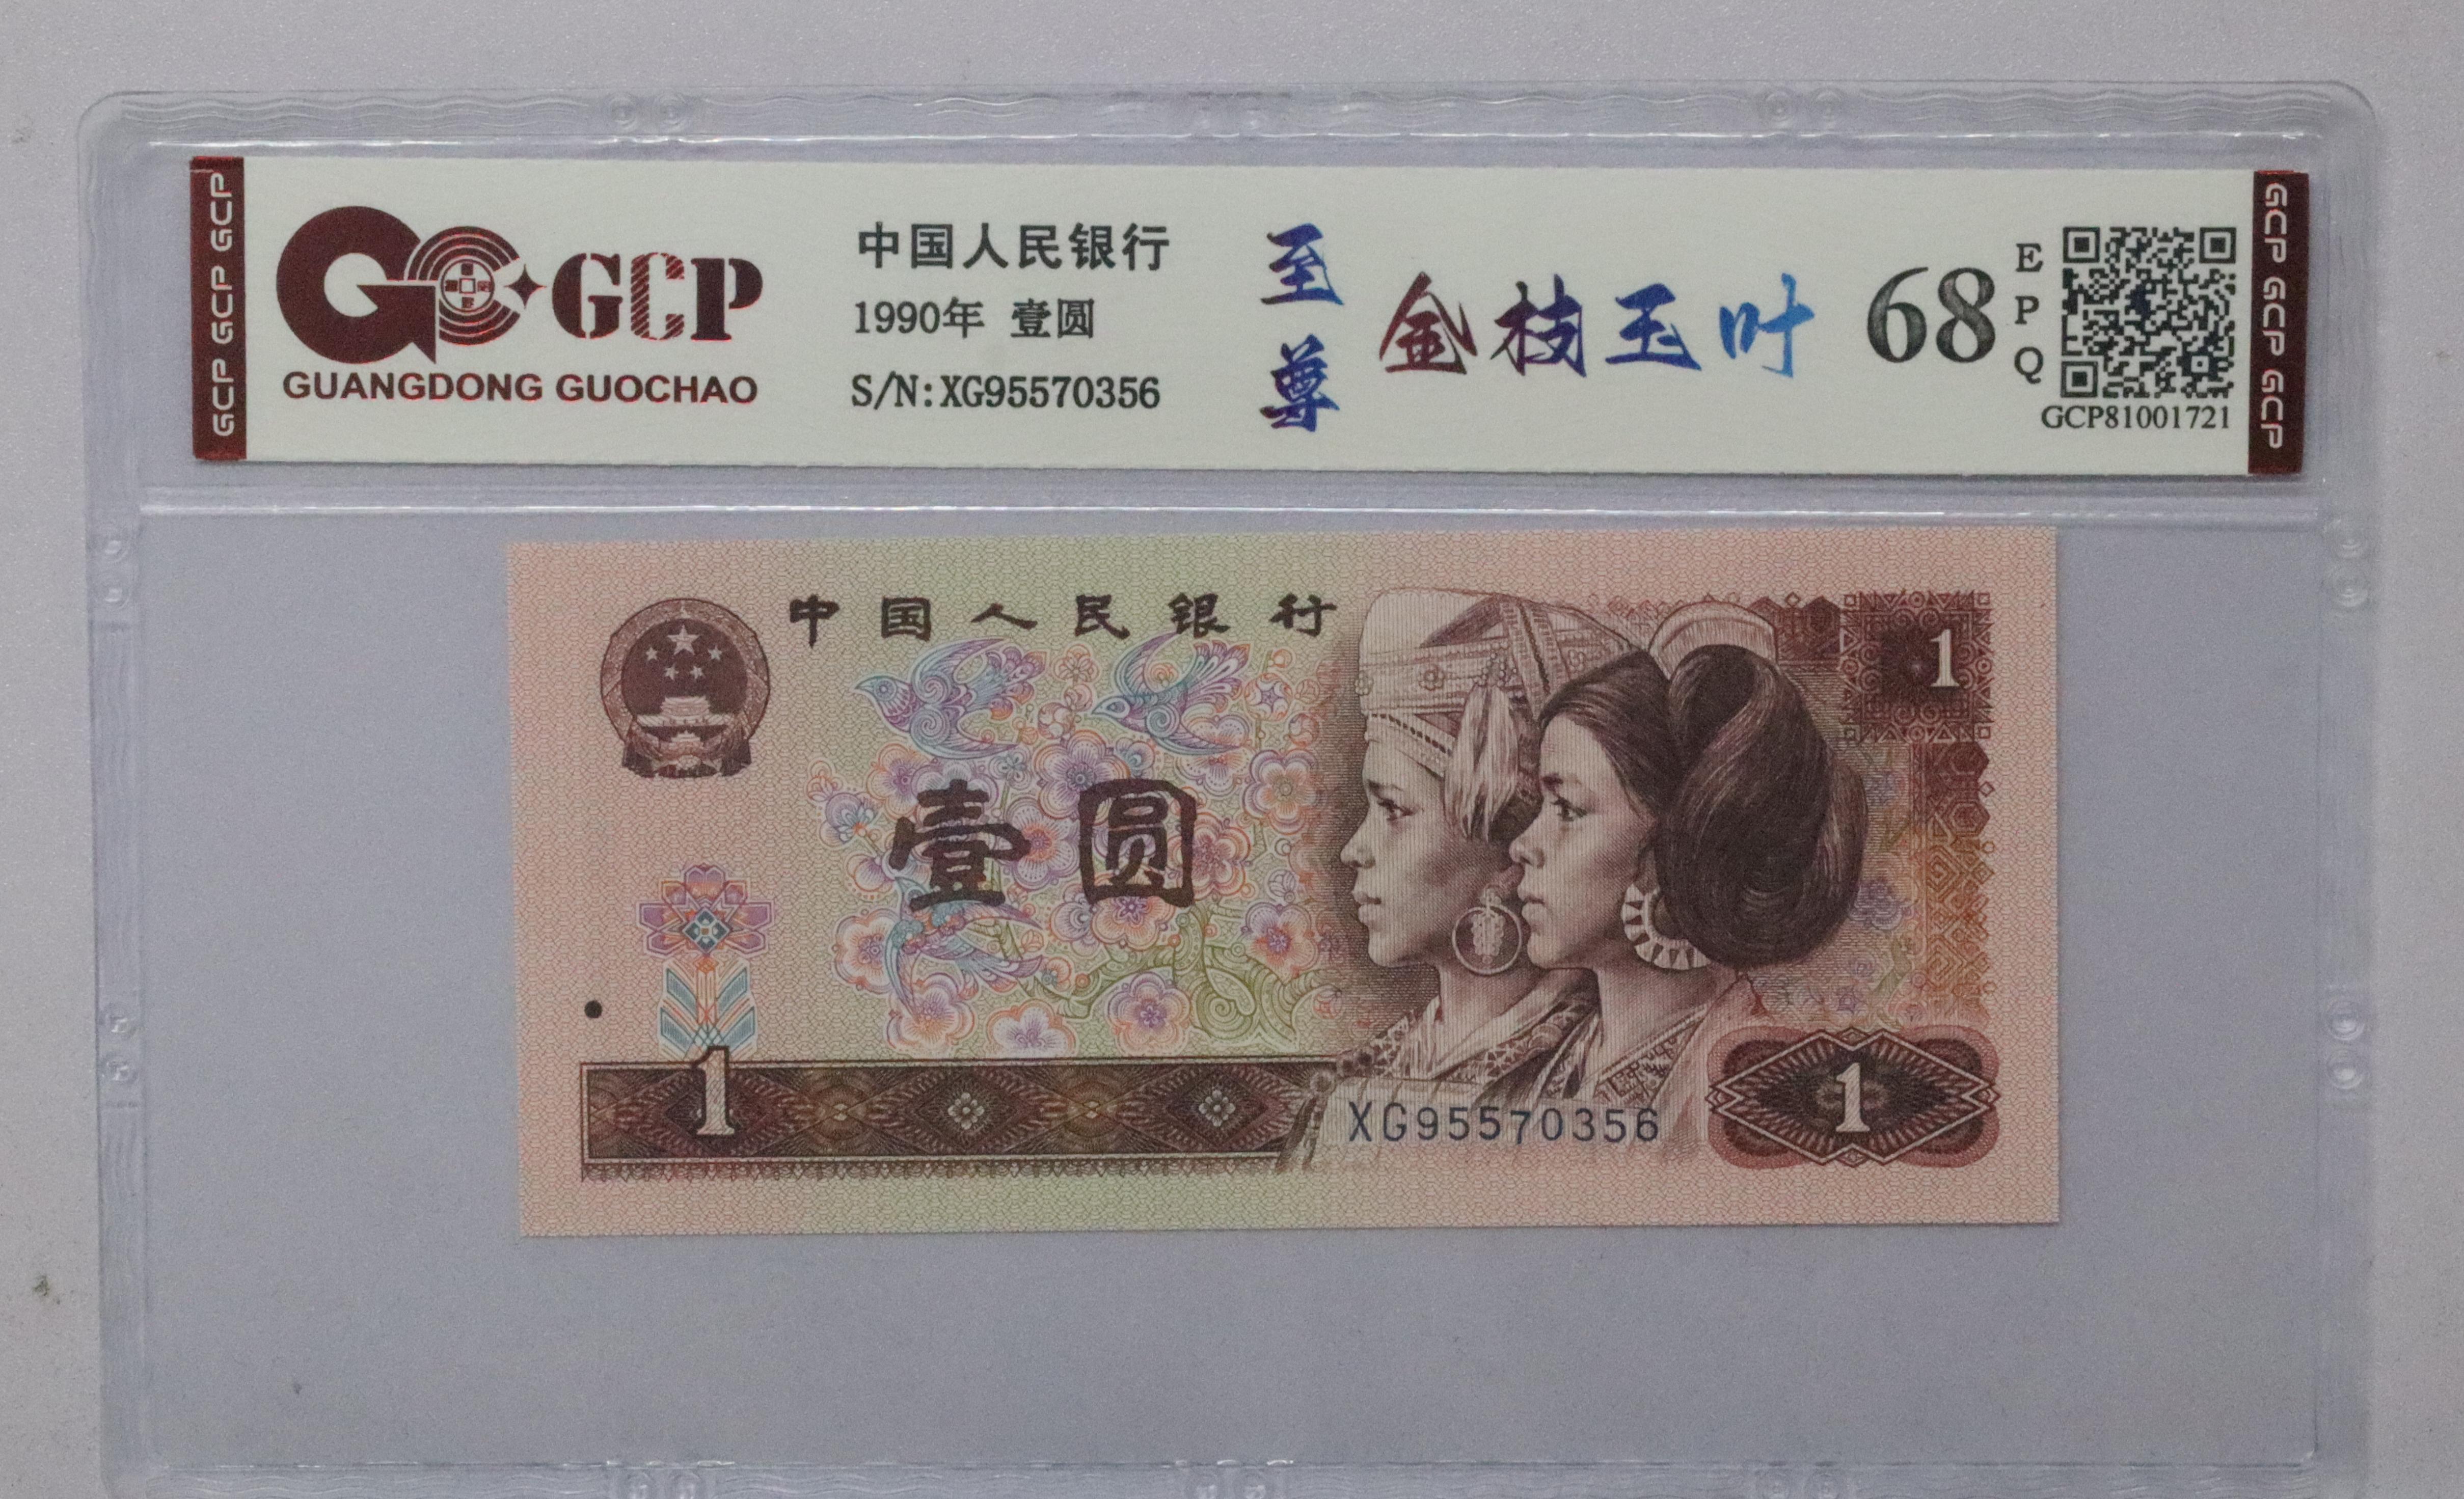 GCP GCP GCP
GCP
GUANGDONG GUOCHAO
中国人民银行
1990年 壹圆
S/N:XG95570356
至尊
金枝玉叶
68
EPQ
GCP81001721
GCP GCP GCP
中国人民银行
1
壹圆
1
XG95570356
1